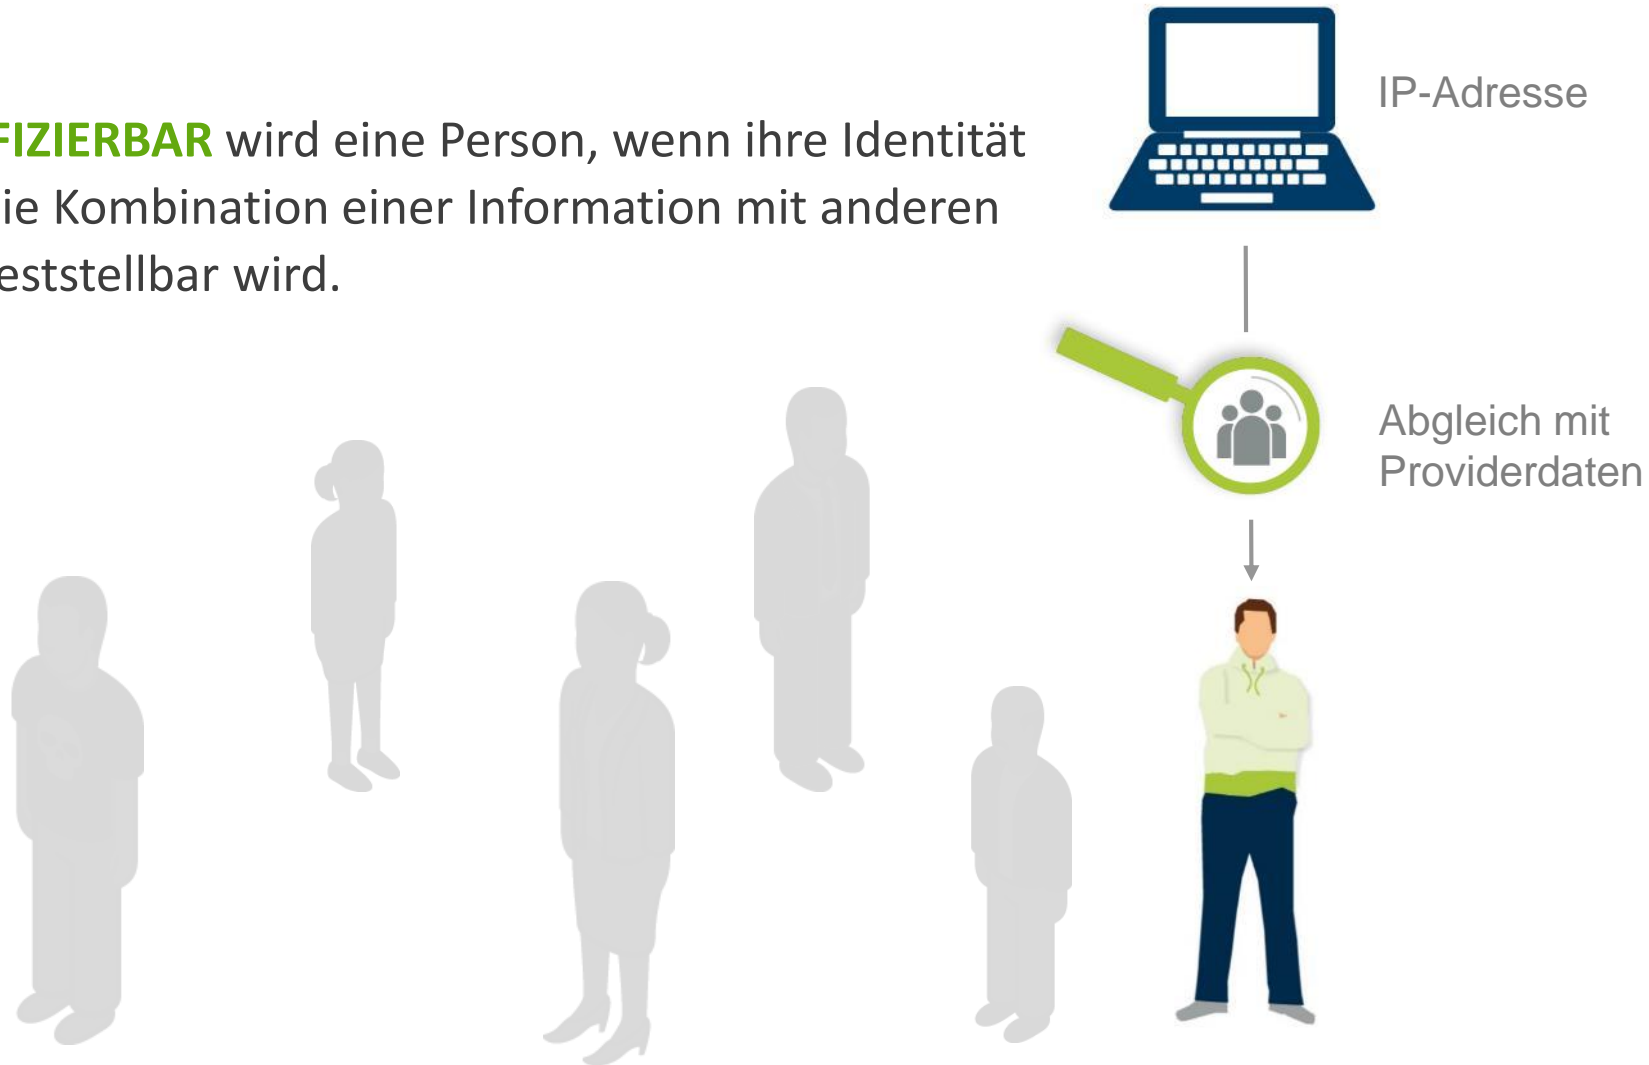 FIZIERBAR wird eine Person, wenn ihre Identität
ie Kombination einer Information mit anderen
eststellbar wird.
IP-Adresse
Abgleich mit
Providerdaten